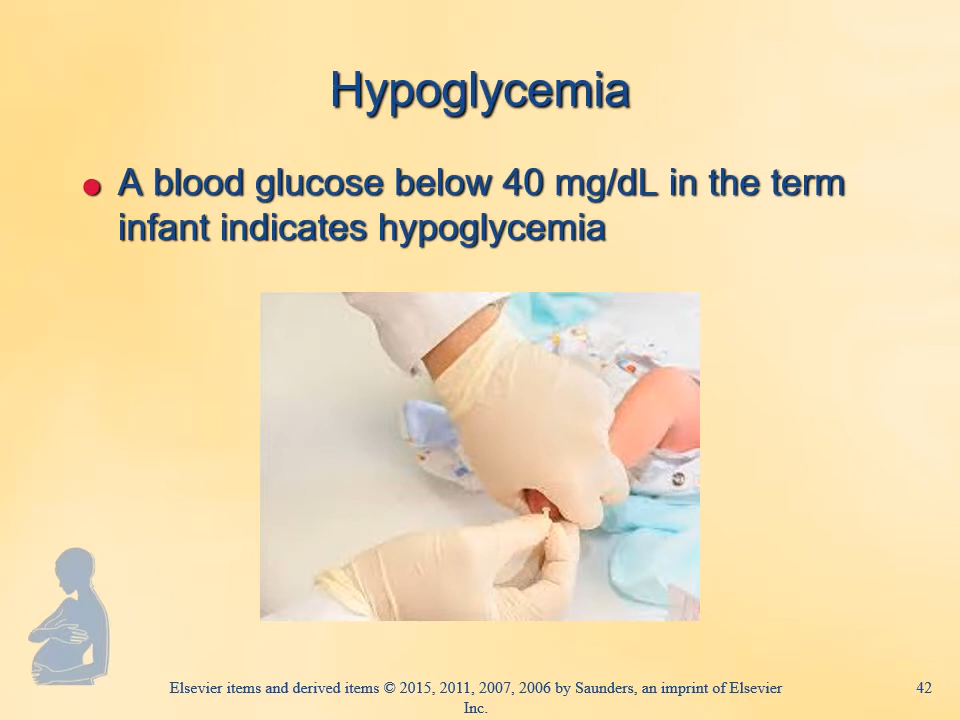 Hypoglycemia
A blood glucose below 40 mg/dL in the term
infant indicates hypoglycemia
Elsevier items and derived items © 2015, 2011, 2007, 2006 by Saunders, an imprint of Elsevier
Inc.
42